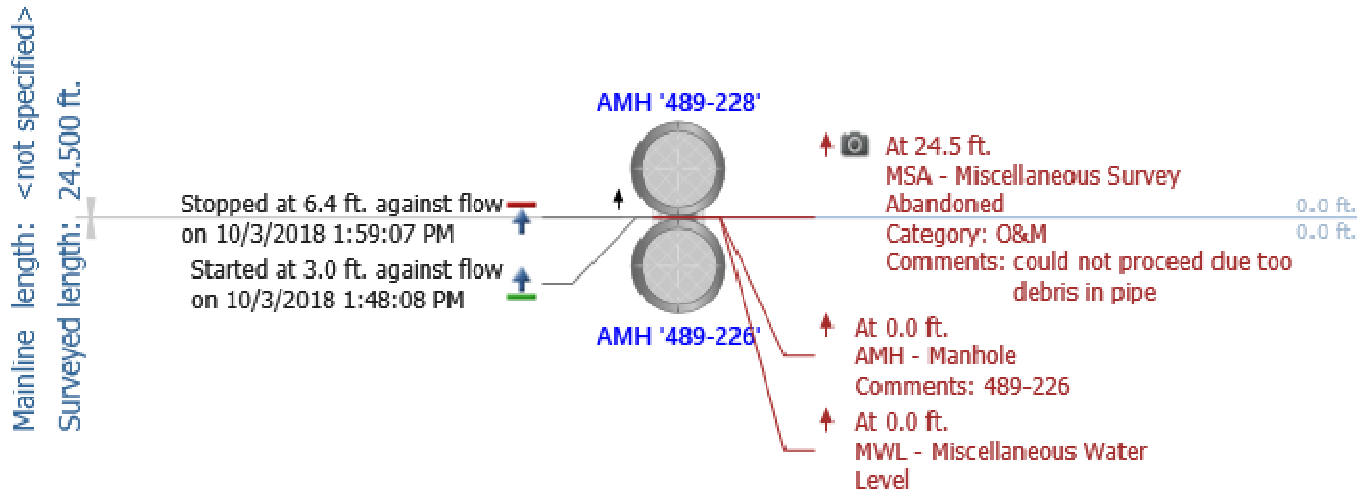 Mainline length: <not specified>
Surveyed length: 24.500 ft.
AMH '489-228'
Stopped at 6.4 ft. against flow
on 10/3/2018 1:59:07 PM
Started at 3.0 ft. against flow
on 10/3/2018 1:48:08 PM
AMH '489-226'
At 24.5 ft.
MSA - Miscellaneous Survey
Abandoned
Category: O&M
Comments: could not proceed due too
debris in pipe
0.0 ft.
0.0 ft.
At 0.0 ft.
AMH - Manhole
Comments: 489-226
At 0.0 ft.
MWL - Miscellaneous Water
Level